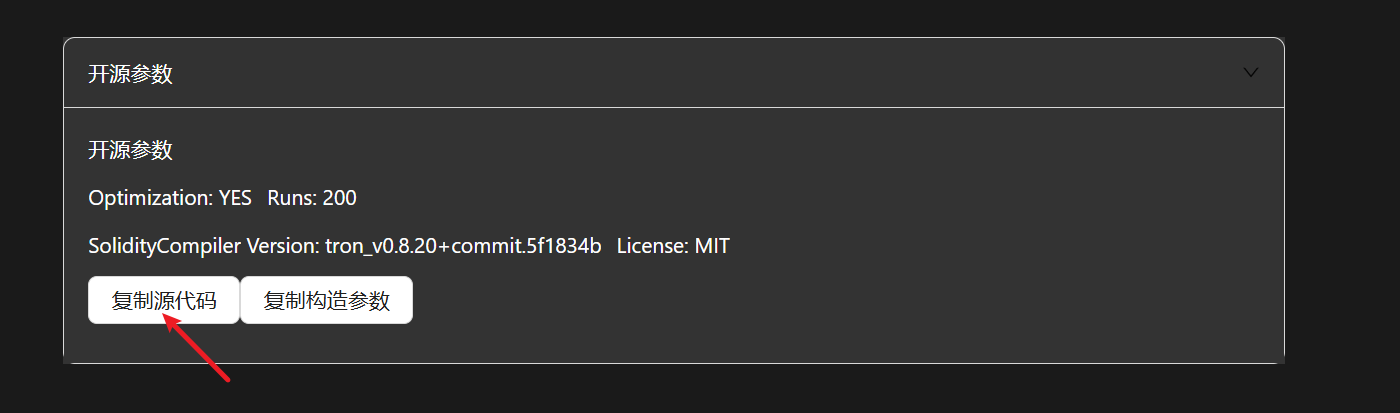 开源参数
开源参数
Optimization: YES Runs: 200
SolidityCompiler Version: tron_v0.8.20+commit.5f1834b License: MIT
复制源代码 复制构造参数